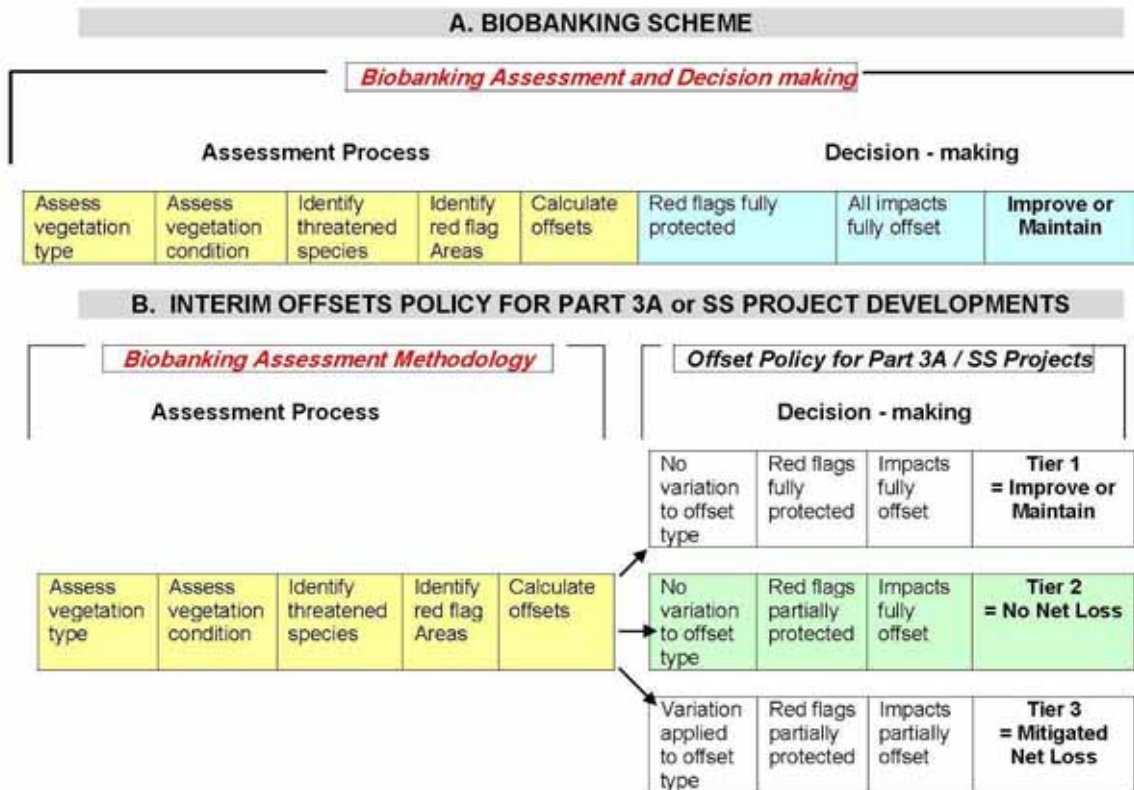 A. BIOBANKING SCHEME
Biobanking Assessment and Decision making
Assessment Process
Decision - making
Assess
vegetation
type
Assess
vegetation
condition
Identify
threatened
species
Identify
red flag
Areas
Calculate
offsets
Red flags fully
protected
All impacts
fully offset
Improve or
Maintain
B. INTERIM OFFSETS POLICY FOR PART 3A or SS PROJECT DEVELOPMENTS
Biobanking Assessment Methodology
Offset Policy for Part 3A / SS Projects
Assessment Process
Decision - making
No
variation
to offset
type
Red flags
fully
protected
Impacts
fully
offset
Tier 1
= Improve or
Maintain
Assess
vegetation
type
Assess
vegetation
condition
Identify
threatened
species
Identify
red flag
Areas
Calculate
offsets
No
variation
to offset
type
Red flags
partially
protected
Impacts
fully
offset
Tier 2
= No Net Loss
Variation
applied
to offset
type
Red flags
partially
protected
Impacts
partially
offset
Tier 3
= Mitigated
Net Loss